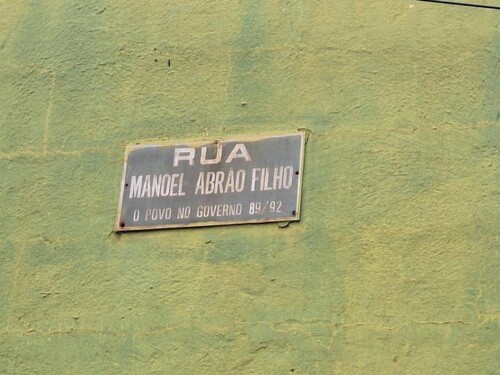 RUA
MANOEL ABRÃO FILHO
O POVO NO GOVERNO 89/92